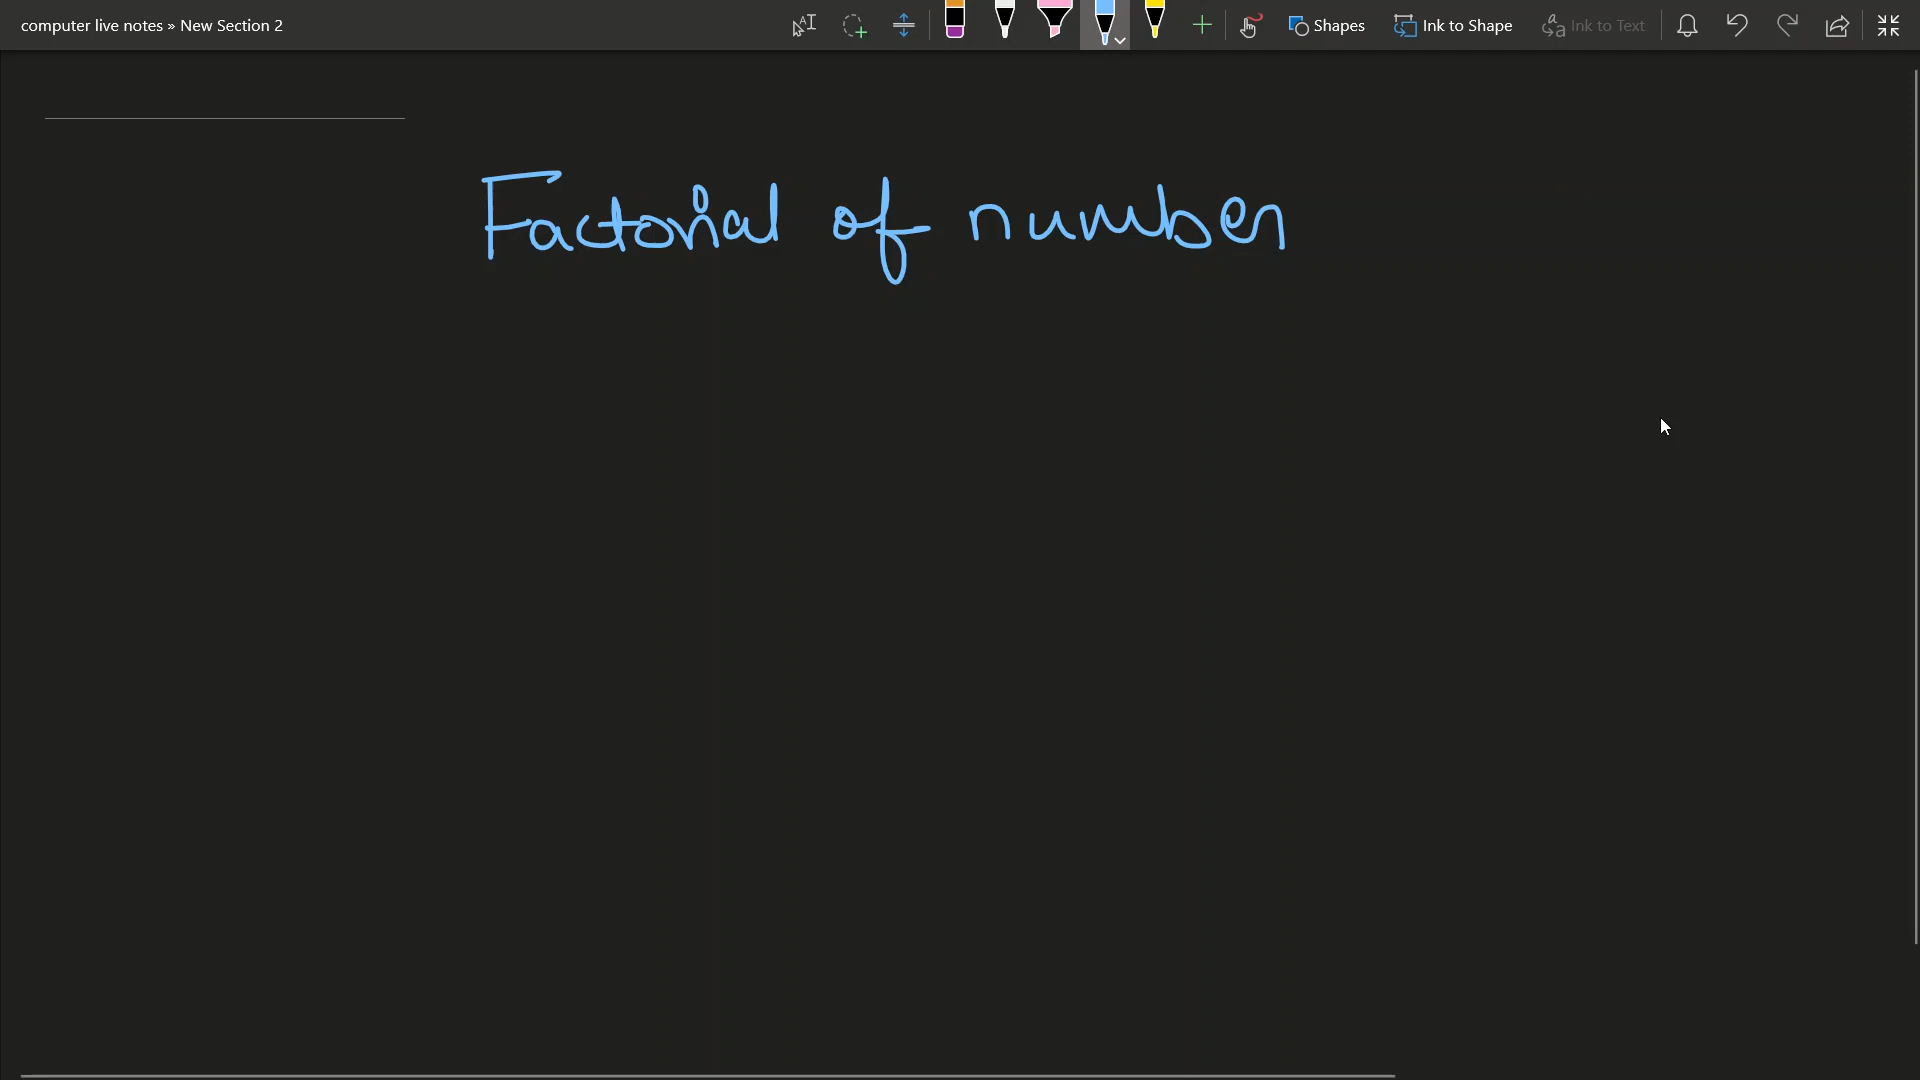 computer live notes » New Section 2
Shapes
Ink to Shape
Ink to Text
Factorial of number